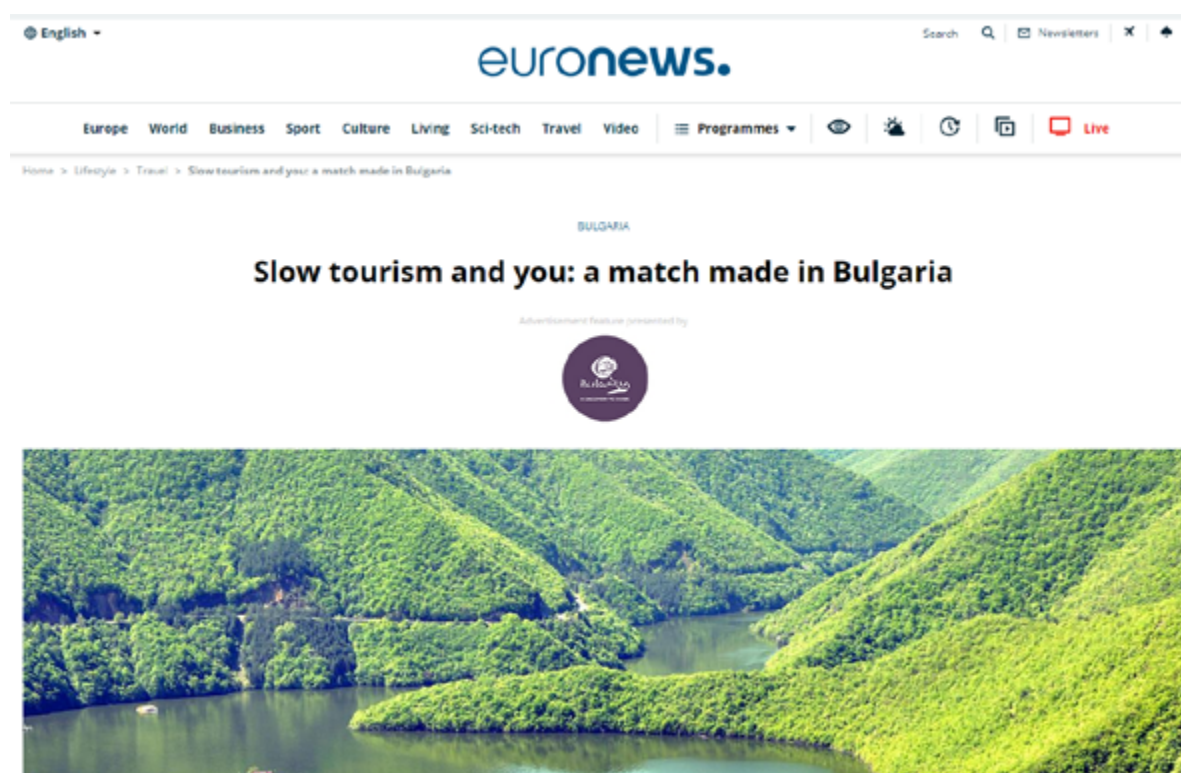 English
Search
Newsletters
euronews.
Europe World Business Sport Culture Living Sci-tech Travel Video Programmes Live
Home > Lifestyle > Travel > Slow tourism and you: a match made in Bulgaria
BULGARIA
Slow tourism and you: a match made in Bulgaria
Advertisement feature presented by